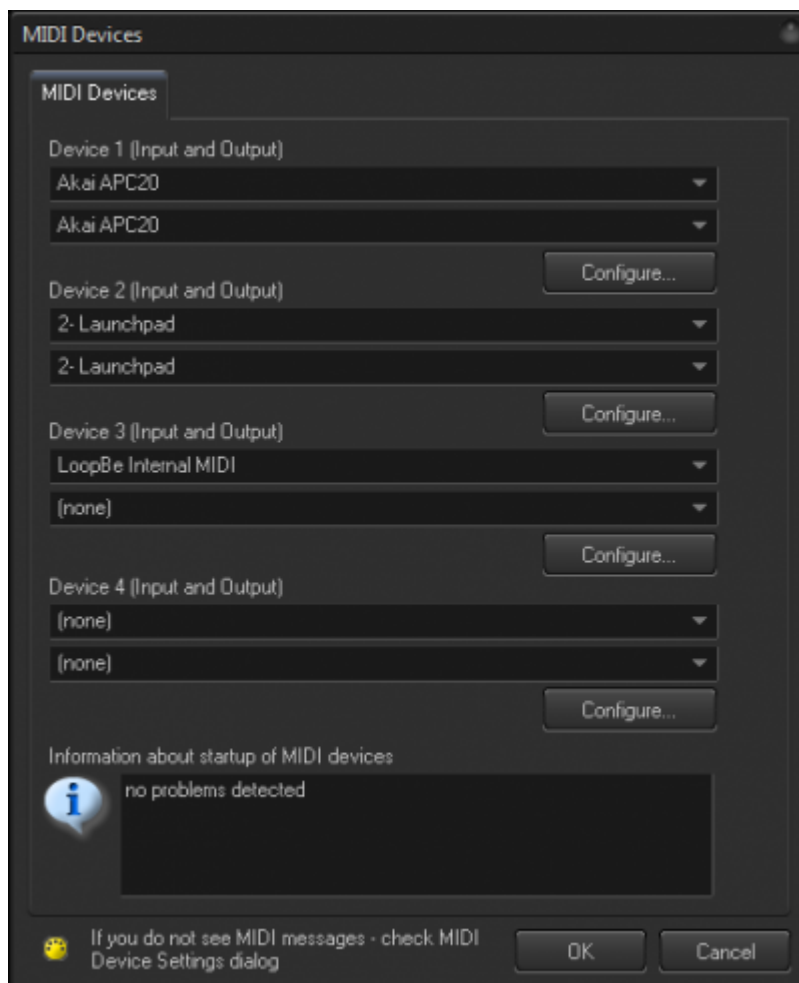 MIDI Devices
MIDI Devices
Device 1 (Input and Output)
Akai APC20
Akai APC20
Configure...
Device 2 (Input and Output)
2- Launchpad
2- Launchpad
Configure...
Device 3 (Input and Output)
LoopBe Internal MIDI
(none)
Configure...
Device 4 (Input and Output)
(none)
(none)
Configure...
Information about startup of MIDI devices
no problems detected
If you do not see MIDI messages - check MIDI
Device Settings dialog
OK
Cancel